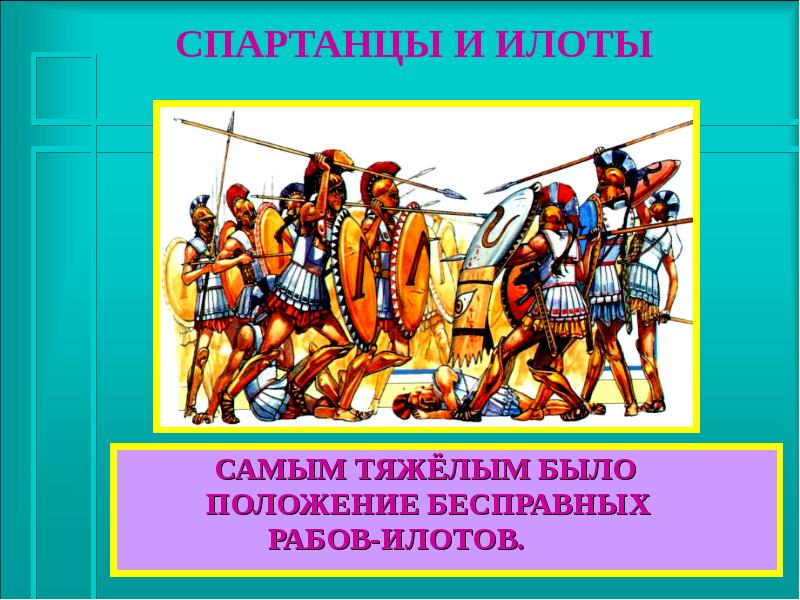 СПАРТАНЦЫ И ИЛОТЫ
САМЫМ ТЯЖЁЛЫМ БЫЛО
ПОЛОЖЕНИЕ БЕСПРАВНЫХ
РАБОВ-ИЛОТОВ.